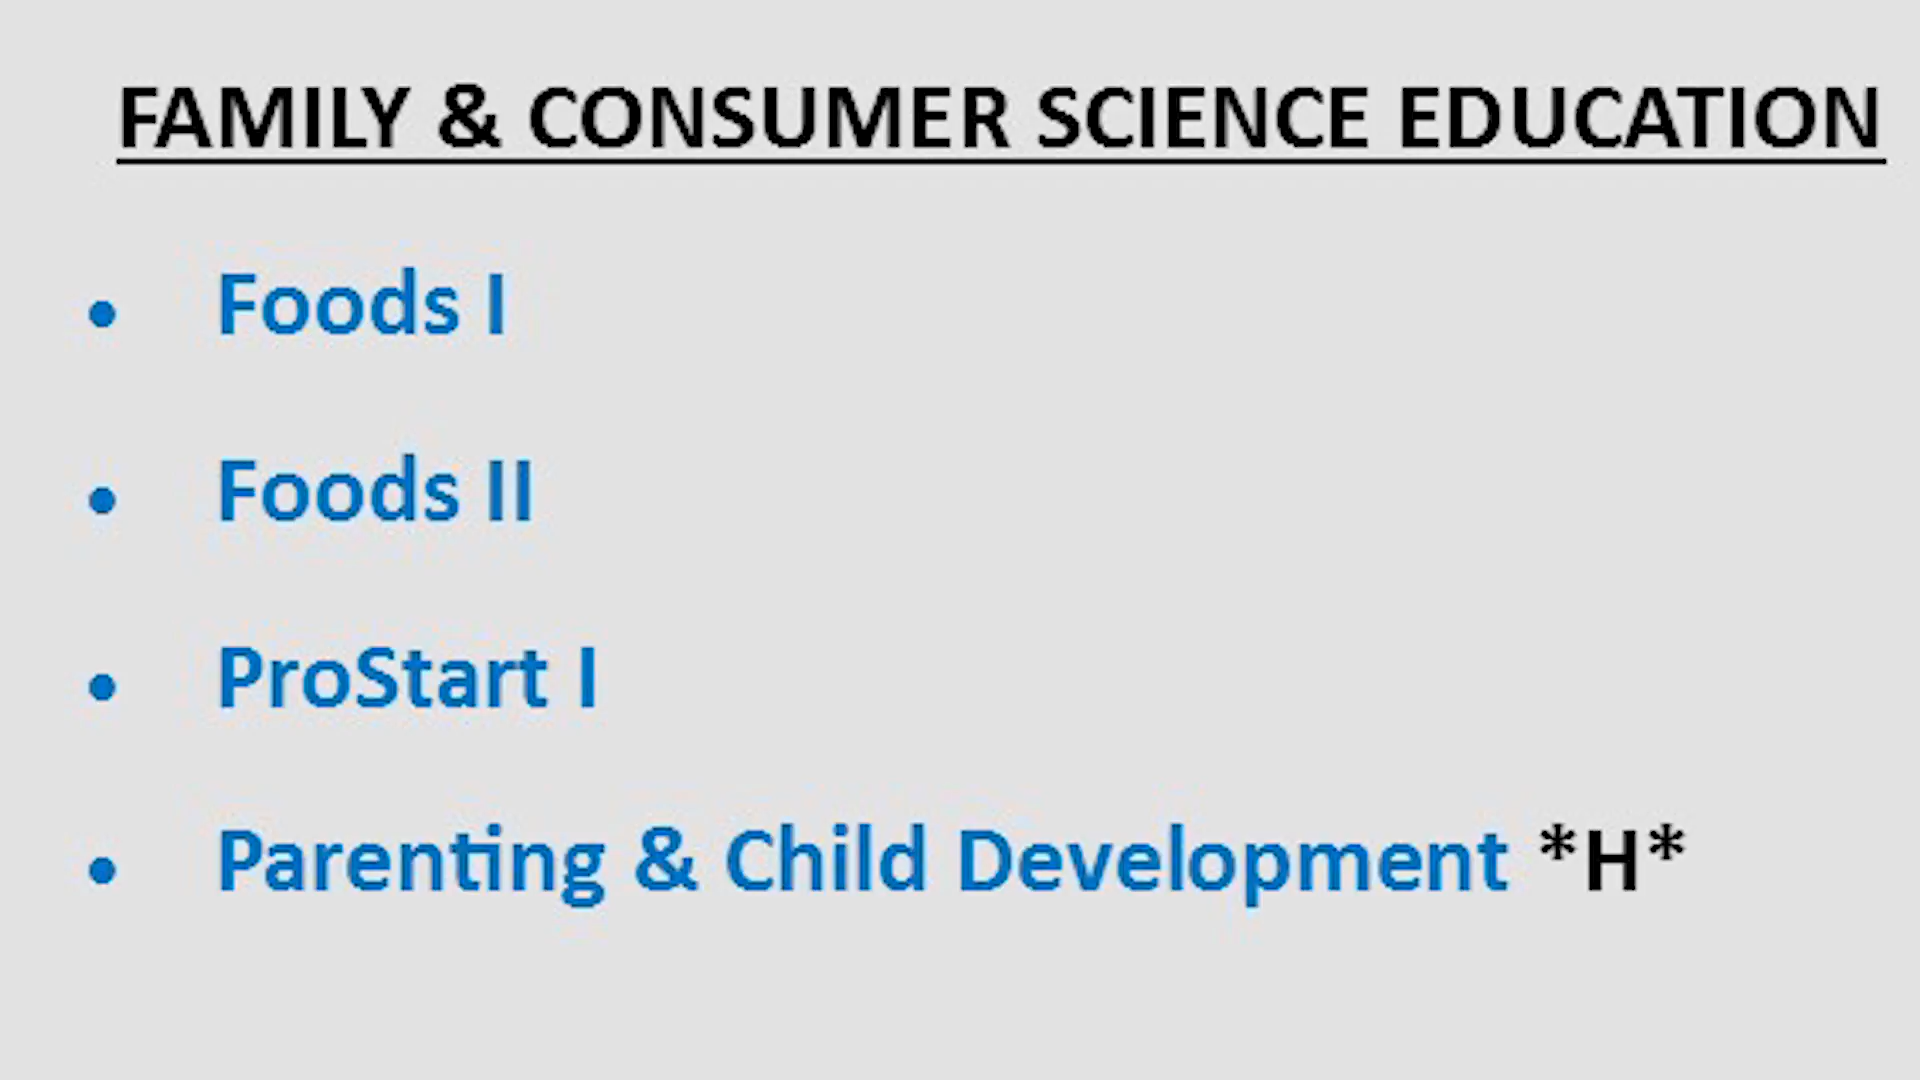 FAMILY & CONSUMER SCIENCE EDUCATION
• Foods I
• Foods II
• ProStart I
• Parenting & Child Development *H*